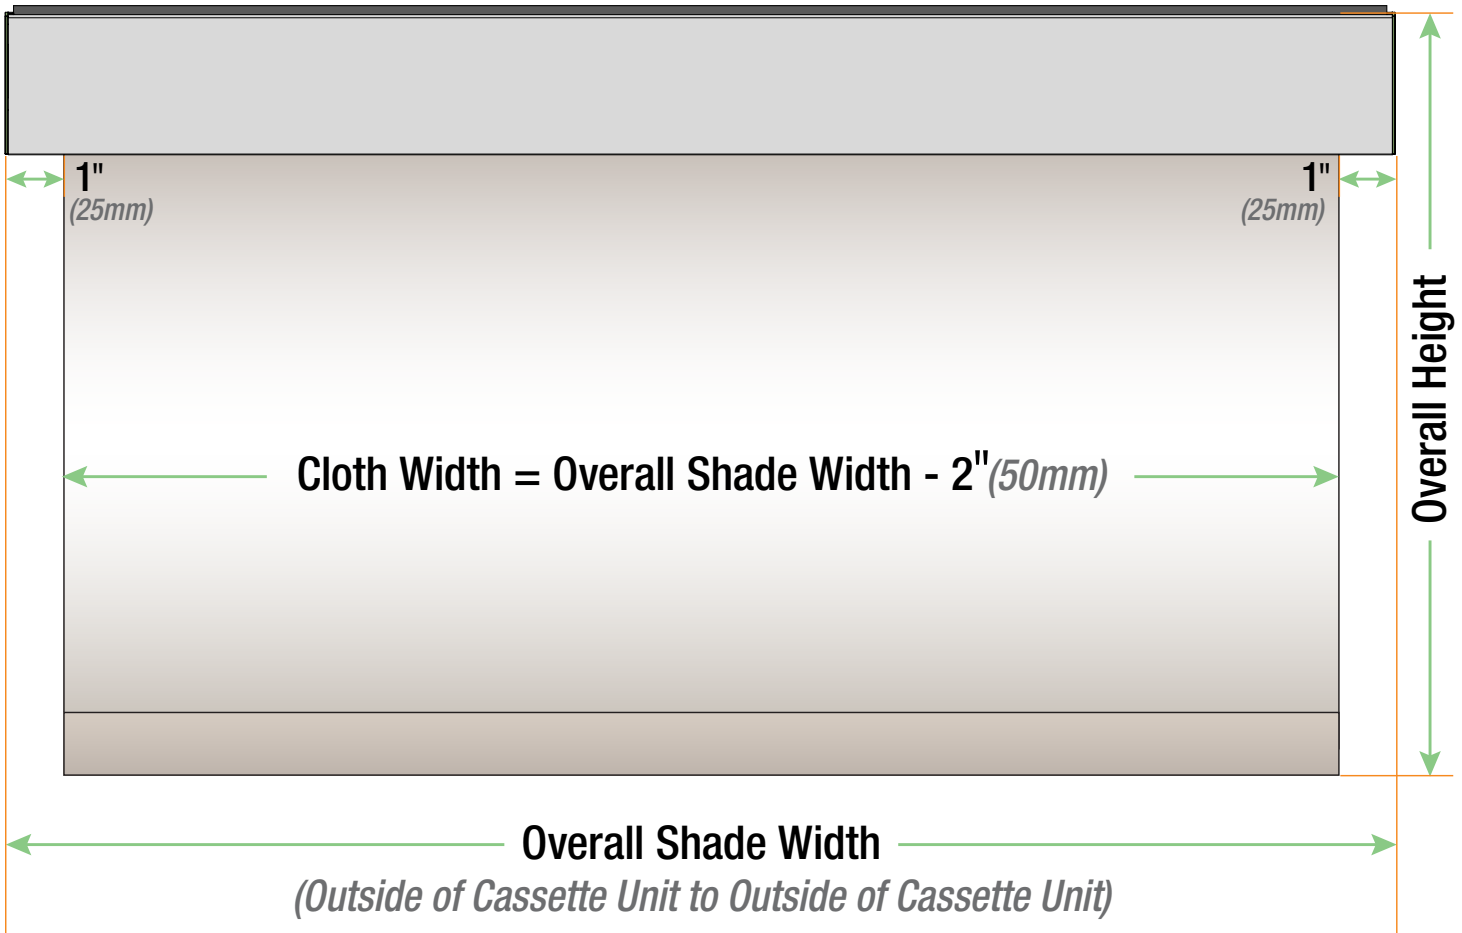 1"
(25mm)
1"
(25mm)
Overall Height
Cloth Width = Overall Shade Width - 2"(50mm)
Overall Shade Width
(Outside of Cassette Unit to Outside of Cassette Unit)